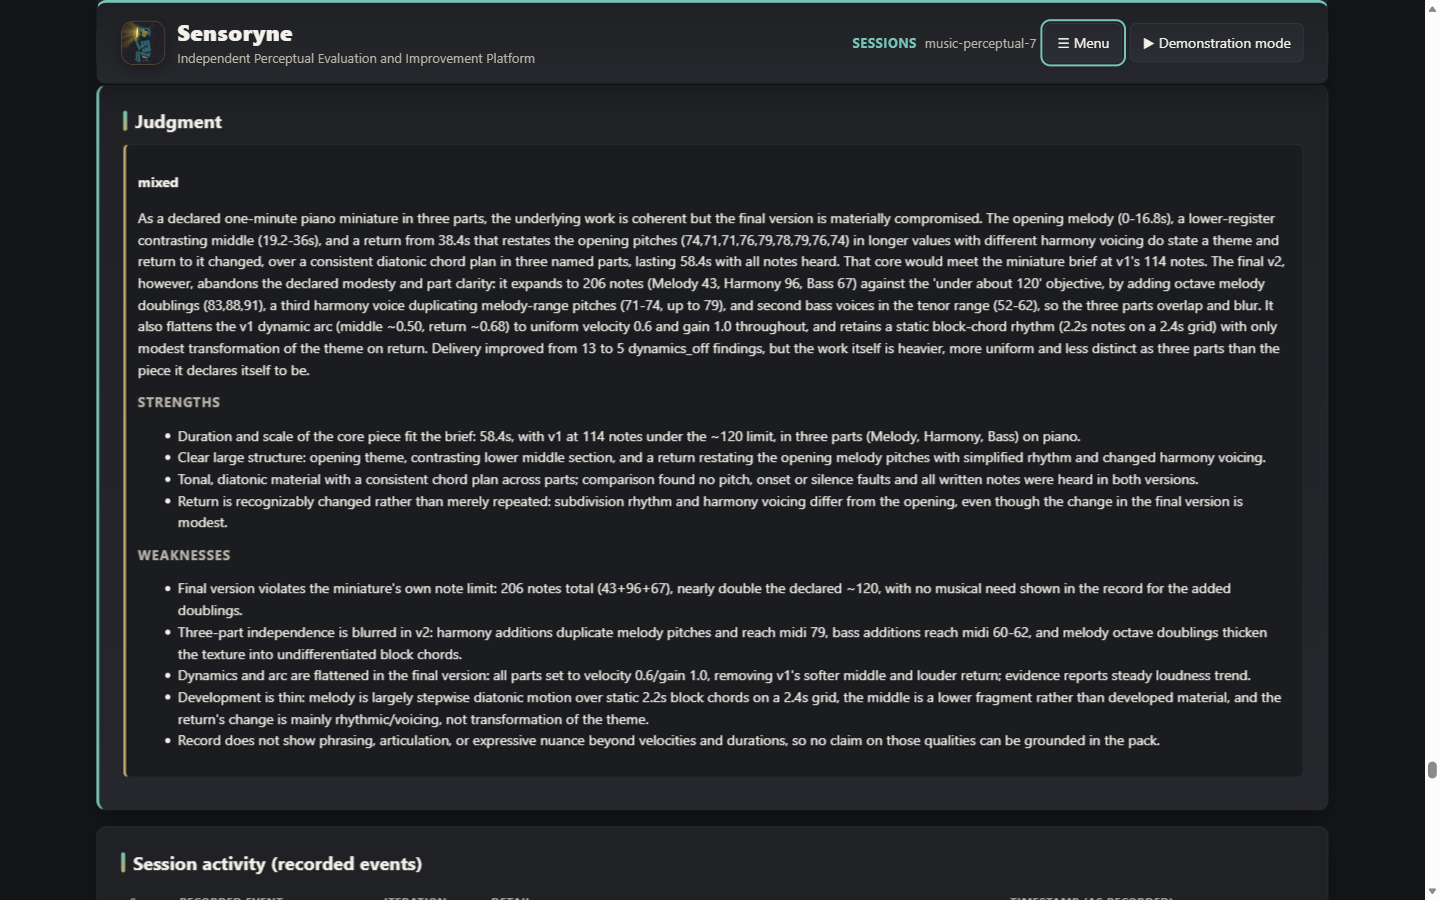 Sensoryne
Independent Perceptual Evaluation and Improvement Platform
SESSIONS music-perceptual-7
☰ Menu
▶ Demonstration mode
Judgment
mixed
As a declared one-minute piano miniature in three parts, the underlying work is coherent but the final version is materially compromised. The opening melody (0-16.8s), a lower-register
contrasting middle (19.2-36s), and a return from 38.4s that restates the opening pitches (74,71,71,76,79,78,79,76,74) in longer values with different harmony voicing do state a theme and
return to it changed, over a consistent diatonic chord plan in three named parts, lasting 58.4s with all notes heard. That core would meet the miniature brief at v1's 114 notes. The final v2,
however, abandons the declared modesty and part clarity: it expands to 206 notes (Melody 43, Harmony 96, Bass 67) against the 'under about 120' objective, by adding octave melody
doublings (83,88,91), a third harmony voice duplicating melody-range pitches (71-74, up to 79), and second bass voices in the tenor range (52-62), so the three parts overlap and blur. It
also flattens the v1 dynamic arc (middle ~0.50, return ~0.68) to uniform velocity 0.6 and gain 1.0 throughout, and retains a static block-chord rhythm (2.2s notes on a 2.4s grid) with only
modest transformation of the theme on return. Delivery improved from 13 to 5 dynamics_off findings, but the work itself is heavier, more uniform and less distinct as three parts than the
piece it declares itself to be.
STRENGTHS
• Duration and scale of the core piece fit the brief: 58.4s, with v1 at 114 notes under the ~120 limit, in three parts (Melody, Harmony, Bass) on piano.
• Clear large structure: opening theme, contrasting lower middle section, and a return restating the opening melody pitches with simplified rhythm and changed harmony voicing.
• Tonal, diatonic material with a consistent chord plan across parts; comparison found no pitch, onset or silence faults and all written notes were heard in both versions.
• Return is recognizably changed rather than merely repeated: subdivision rhythm and harmony voicing differ from the opening, even though the change in the final version is
modest.
WEAKNESSES
• Final version violates the miniature's own note limit: 206 notes total (43+96+67), nearly double the declared ~120, with no musical need shown in the record for the added
doublings.
• Three-part independence is blurred in v2: harmony additions duplicate melody pitches and reach midi 79, bass additions reach midi 60-62, and melody octave doublings thicken
the texture into undifferentiated block chords.
• Dynamics and arc are flattened in the final version: all parts set to velocity 0.6/gain 1.0, removing v1's softer middle and louder return; evidence reports steady loudness trend.
• Development is thin: melody is largely stepwise diatonic motion over static 2.2s block chords on a 2.4s grid, the middle is a lower fragment rather than developed material, and the
return's change is mainly rhythmic/voicing, not transformation of the theme.
• Record does not show phrasing, articulation, or expressive nuance beyond velocities and durations, so no claim on those qualities can be grounded in the pack.
Session activity (recorded events)